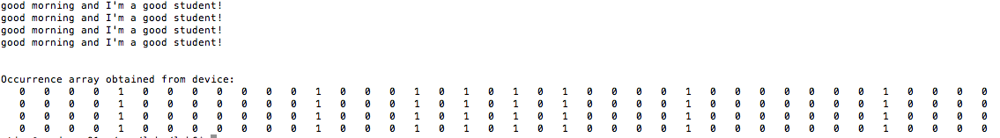 good morning and I'm a good student!
good morning and I'm a good student!
good morning and I'm a good student!
good morning and I'm a good student!
Occurrence array obtained from device:
0 0 0 0 1 0 0 0 0 0 0 0 1 0 0 0 1 0 1 0 1 0 1 0 0 0 0 1 0 0 0 0 0 0 0 1 0 0 0 0
0 0 0 0 1 0 0 0 0 0 0 0 1 0 0 0 1 0 1 0 1 0 1 0 0 0 0 1 0 0 0 0 0 0 0 1 0 0 0 0
0 0 0 0 1 0 0 0 0 0 0 0 1 0 0 0 1 0 1 0 1 0 1 0 0 0 0 1 0 0 0 0 0 0 0 1 0 0 0 0
0 0 0 0 1 0 0 0 0 0 0 0 1 0 0 0 1 0 1 0 1 0 1 0 0 0 0 1 0 0 0 0 0 0 0 1 0 0 0 0